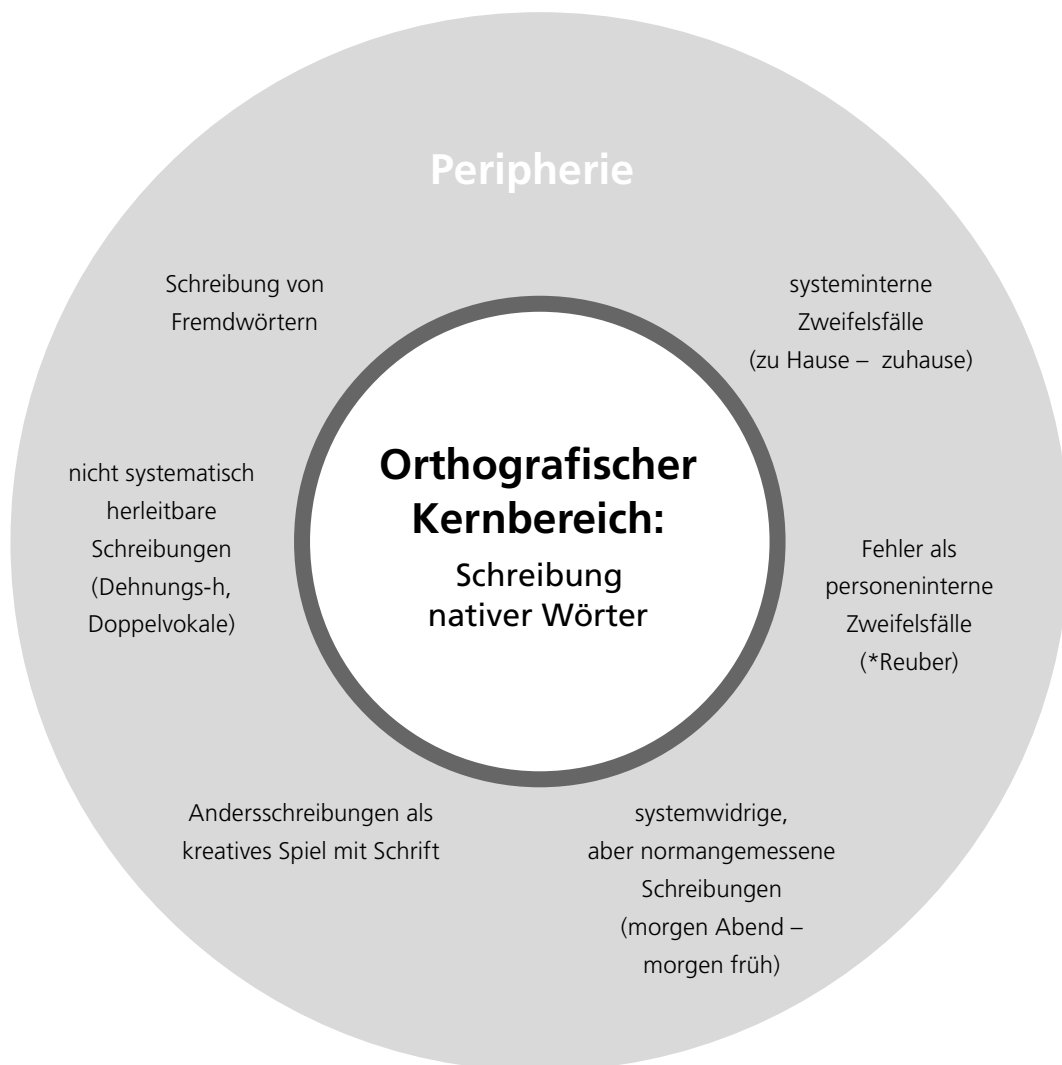 Peripherie
Schreibung von
Fremdwörtern
systeminterne
Zweifelsfälle
(zu Hause – zuhause)
nicht systematisch
herleitbare
Schreibungen
(Dehnungs-h,
Doppelvokale)
Orthografischer
Kernbereich:
Schreibung
nativer Wörter
Fehler als
personeninterne
Zweifelsfälle
(*Reuber)
Andersschreibungen als
kreatives Spiel mit Schrift
systemwidrige,
aber normangemessene
Schreibungen
(morgen Abend –
morgen früh)